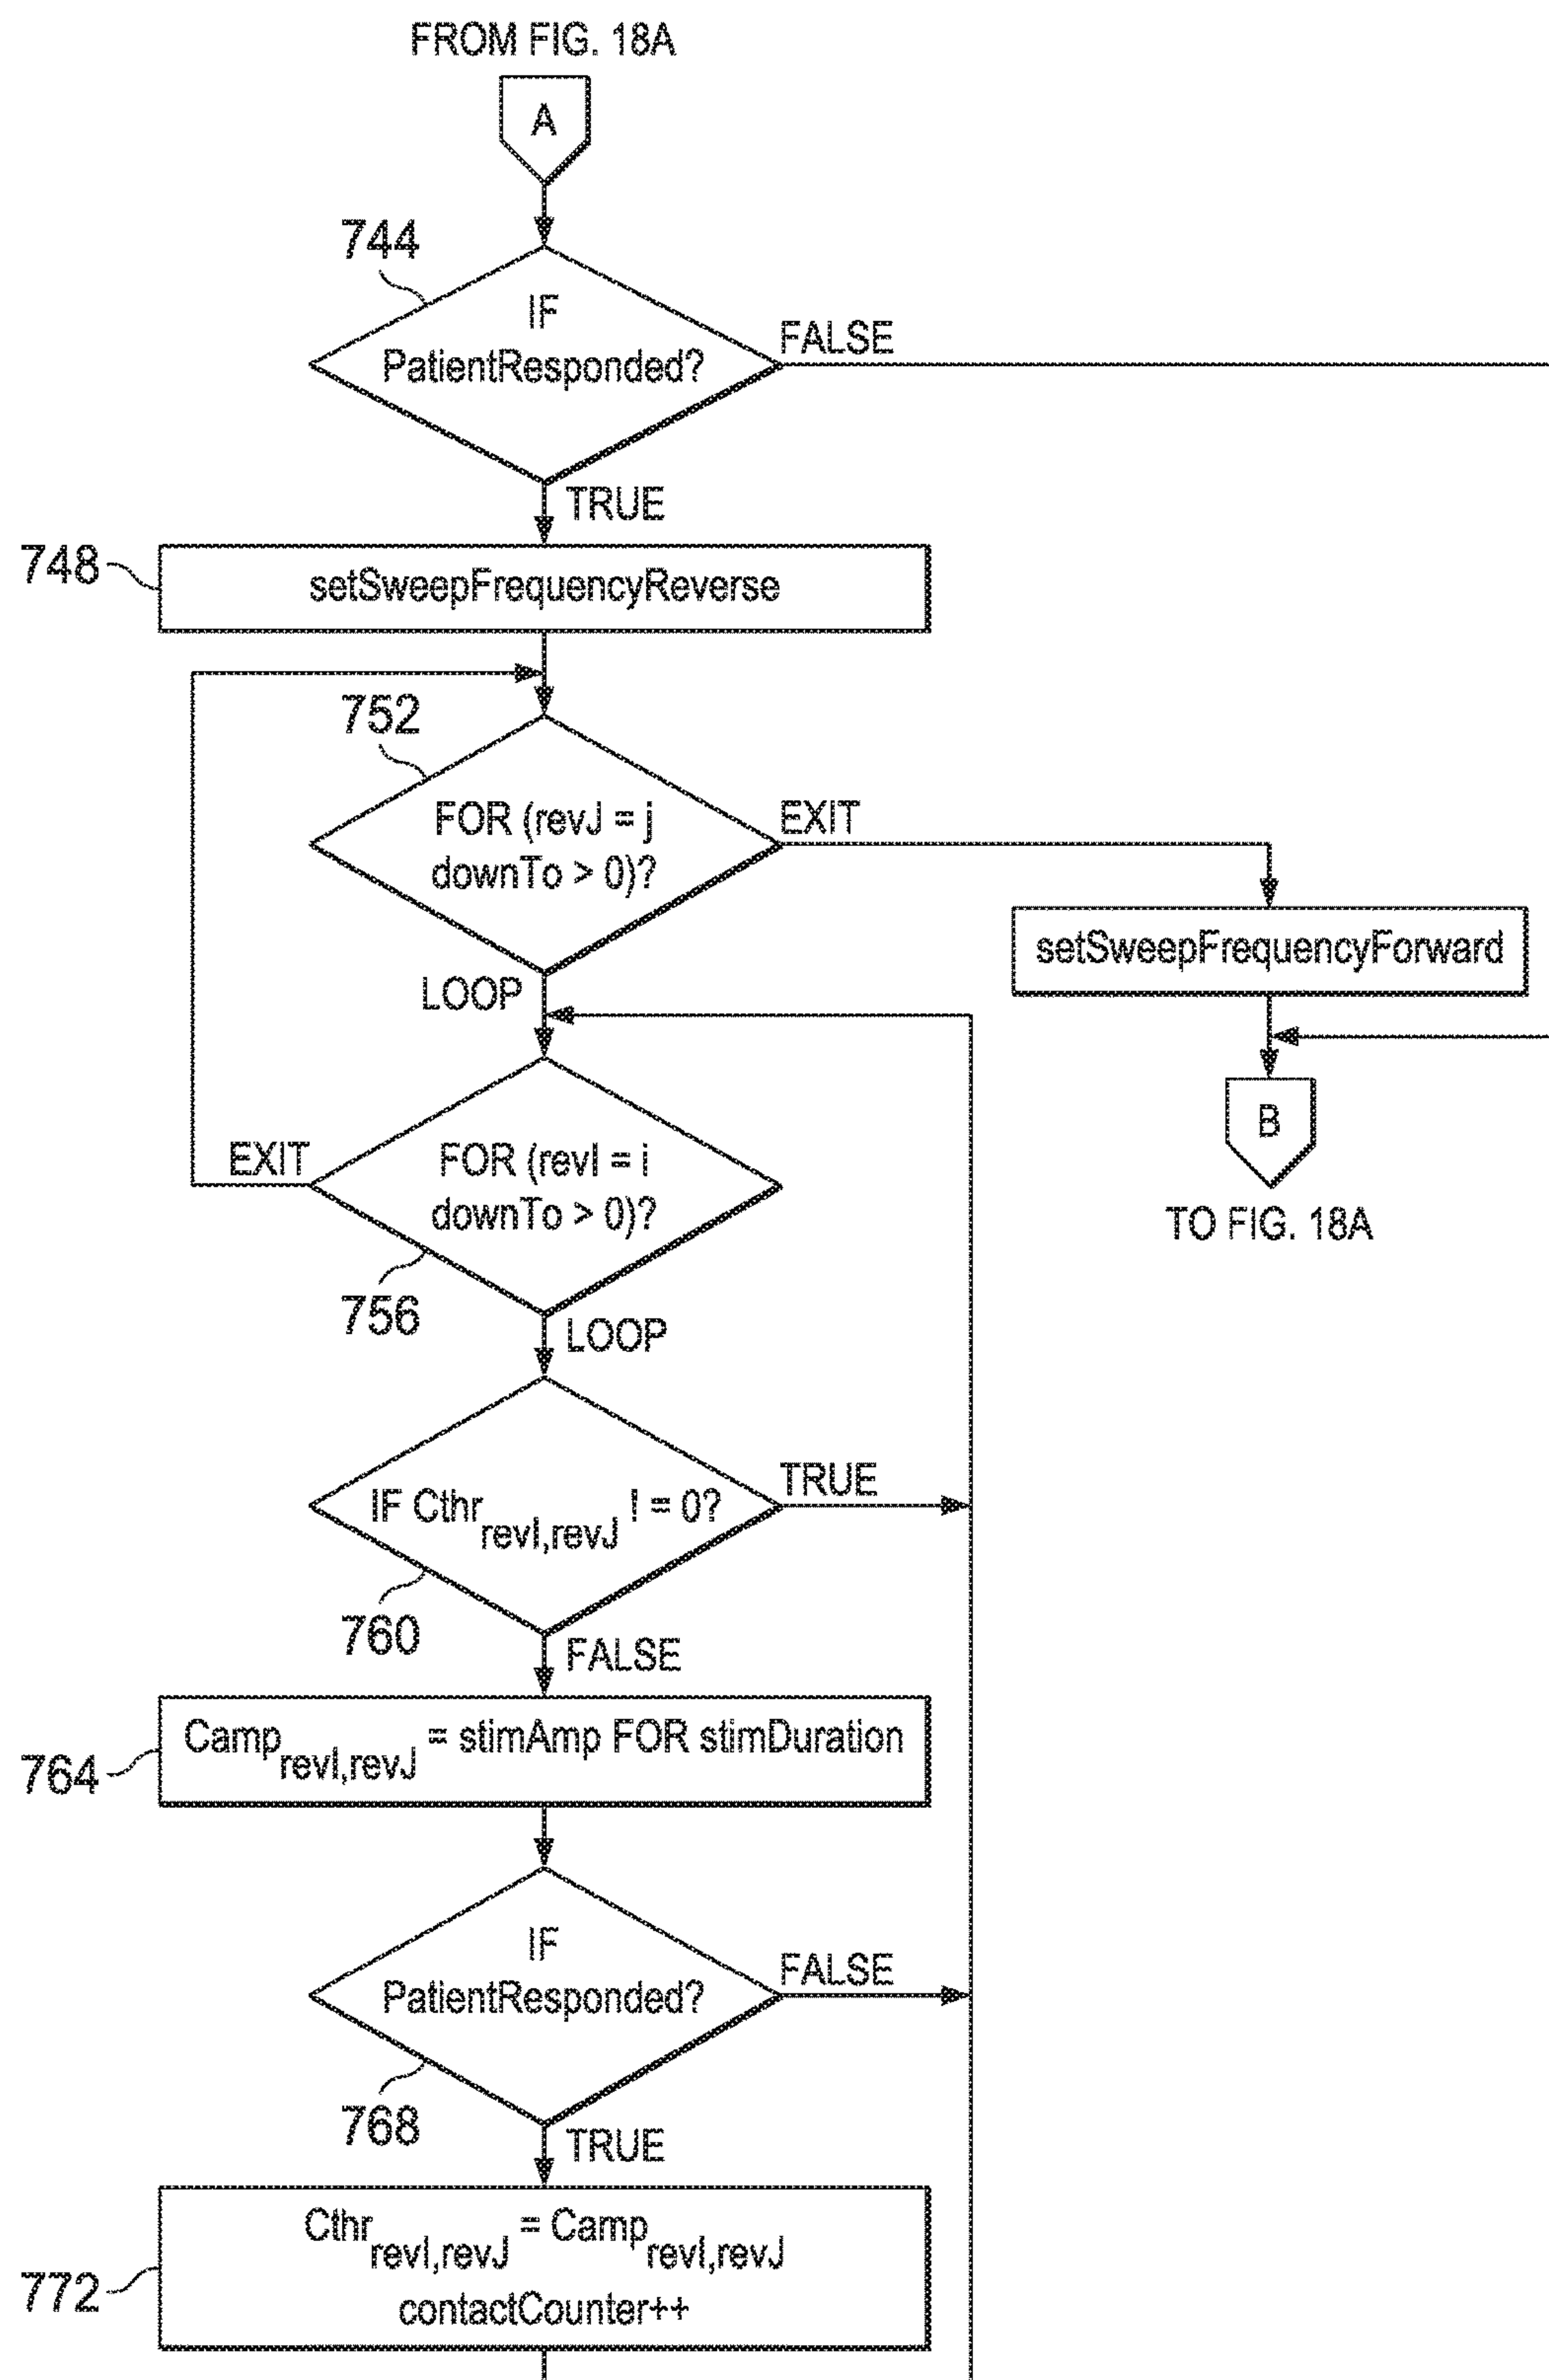 FROM FIG. 18A
A
744
IF
PatientResponded?
FALSE
TRUE
748
setSweepFrequencyReverse
752
FOR (revJ = j
downTo > 0)?
EXIT
LOOP
setSweepFrequencyForward
B
TO FIG. 18A
EXIT
FOR (revI = i
downTo > 0)?
756
LOOP
IF Cthr revI,revJ ! = 0?
TRUE
760
FALSE
764
Camp revI,revJ = stimAmp FOR stimDuration
IF
PatientResponded?
FALSE
768
TRUE
772
Cthr revI,revJ = Camp revI,revJ
contactCounter++